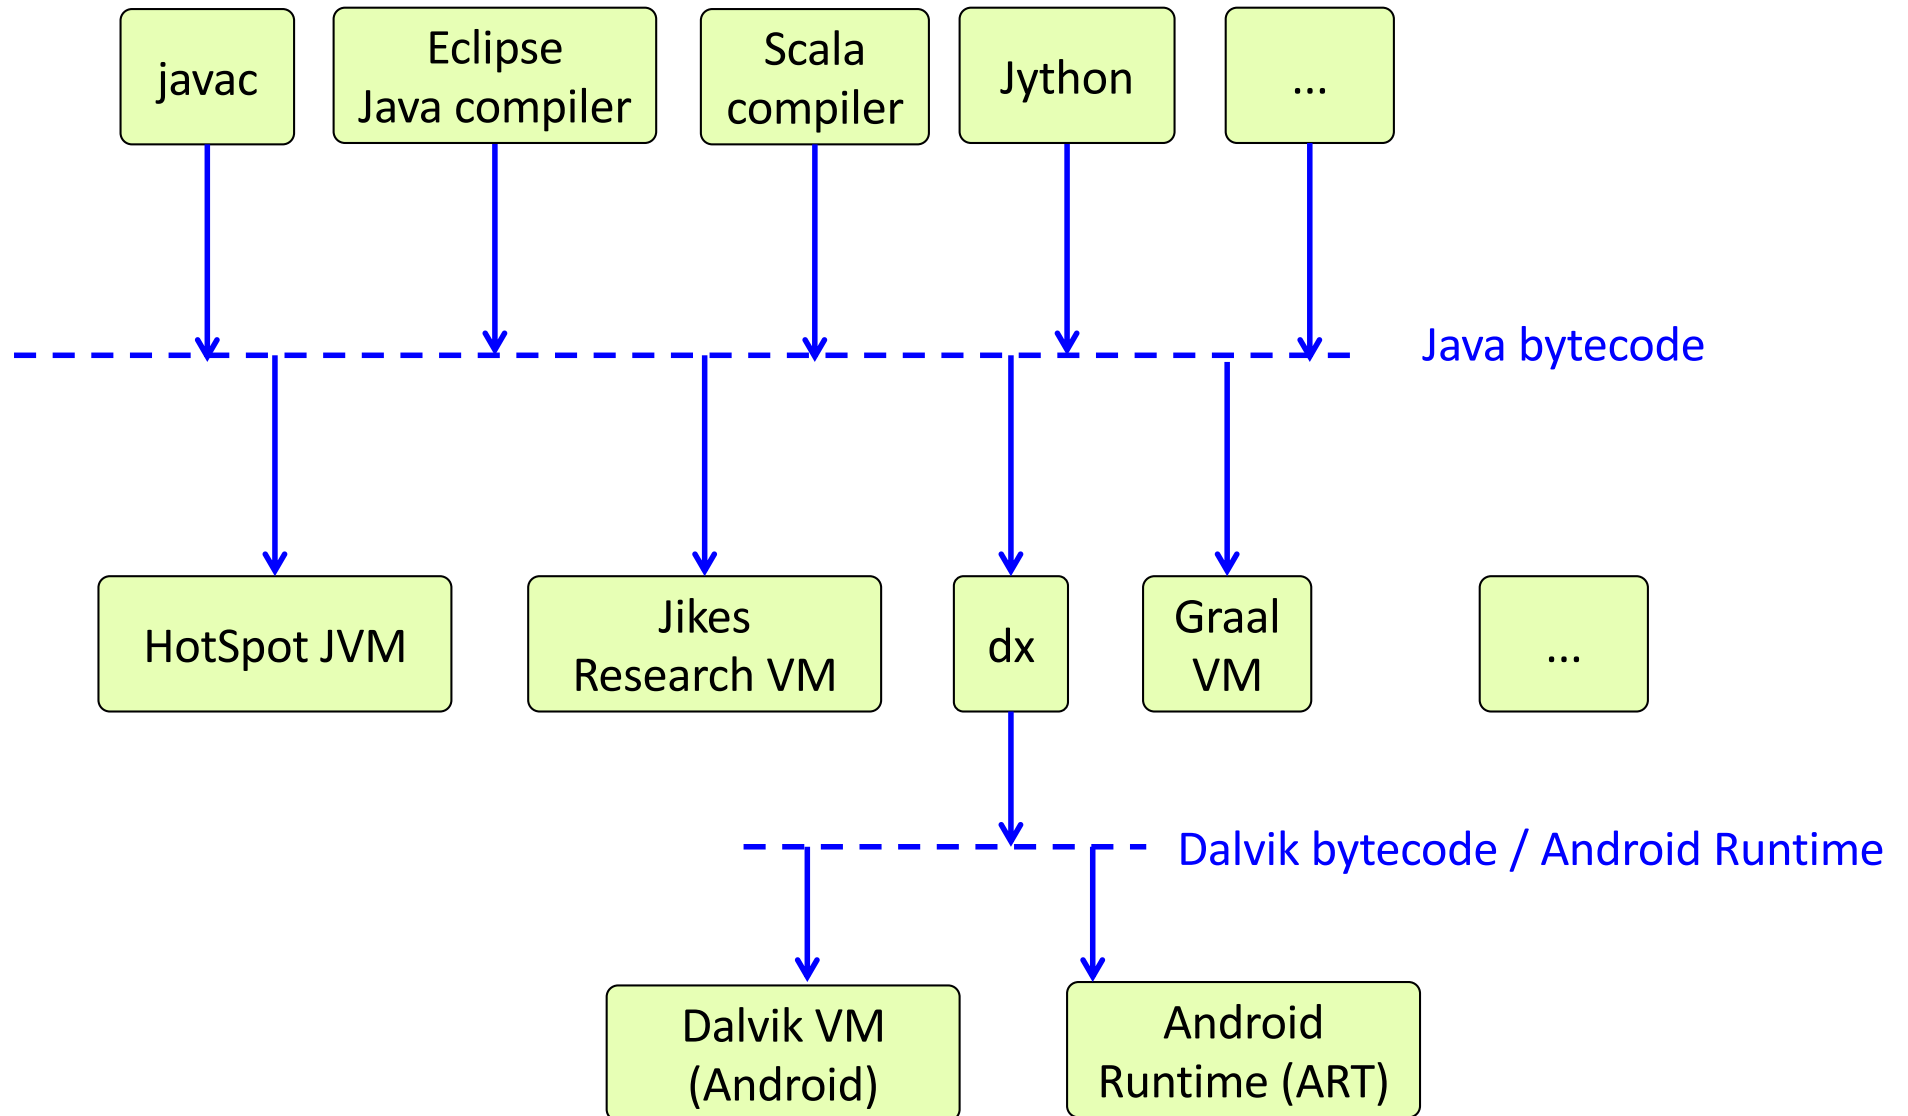 javac
Eclipse
Java compiler
Scala
compiler
Jython
...
Java bytecode
HotSpot JVM
Jikes
Research VM
dx
Graal
VM
...
Dalvik bytecode / Android Runtime
Dalvik VM
(Android)
Android
Runtime (ART)